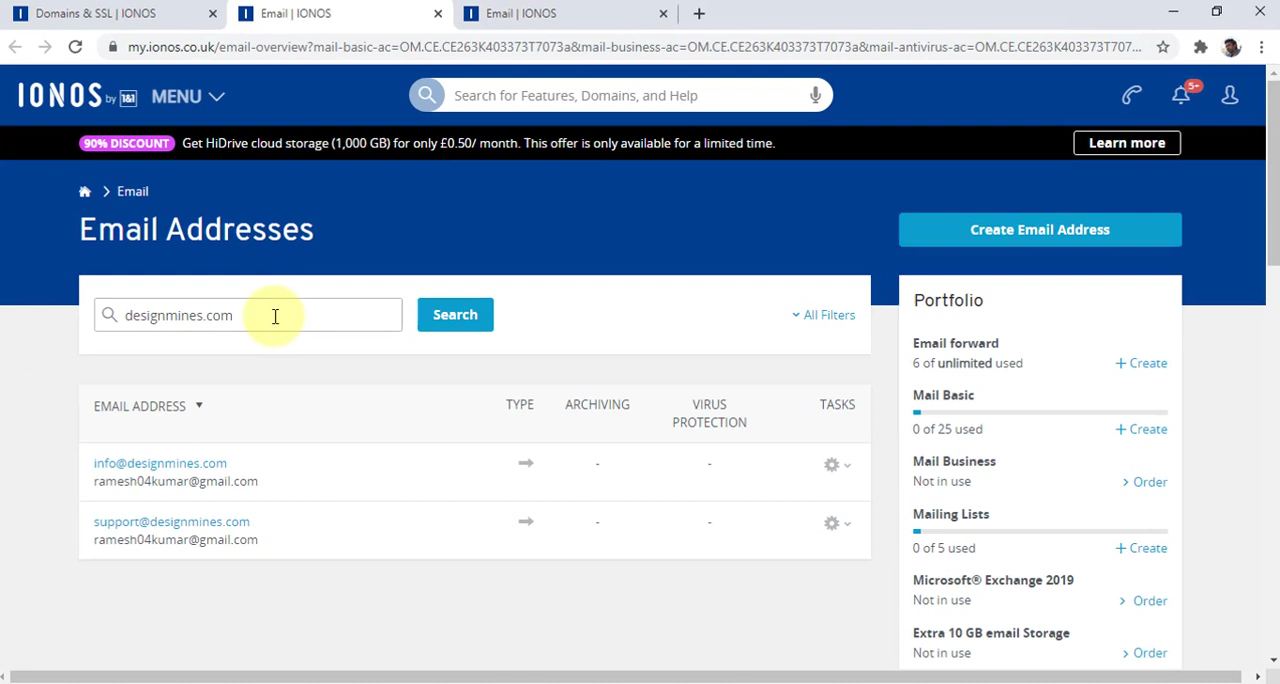 Domains & SSL | IONOS
Email | IONOS
Email | IONOS
my.ionos.co.uk/email-overview?mail-basic-ac=OM.CE.CE263K403373T7073a&mail-business-ac=OM.CE.CE263K403373T7073a&mail-antivirus-ac=OM.CE.CE263K403373T707...
IONOS by 1&1 MENU
Search for Features, Domains, and Help
5+
90% DISCOUNT Get HiDrive cloud storage (1,000 GB) for only £0.50/ month. This offer is only available for a limited time.
Learn more
Email
Email Addresses
Create Email Address
designmines.com
Search
All Filters
EMAIL ADDRESS
TYPE
ARCHIVING
VIRUS
PROTECTION
TASKS
info@designmines.com
- -
ramesh04kumar@gmail.com
support@designmines.com
- -
ramesh04kumar@gmail.com
Portfolio
Email forward
6 of unlimited used
+ Create
Mail Basic
0 of 25 used
+ Create
Mail Business
Not in use
> Order
Mailing Lists
0 of 5 used
+ Create
Microsoft® Exchange 2019
Not in use
> Order
Extra 10 GB email Storage
Not in use
> Order